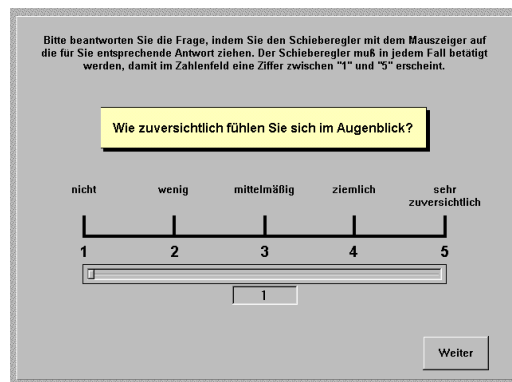 Bitte beantworten Sie die Frage, indem Sie den Schieberegler mit dem Mauszeiger auf
die für Sie entsprechende Antwort ziehen. Der Schieberegler muß in jedem Fall betätigt
werden, damit im Zahlenfeld eine Ziffer zwischen "1" und "5" erscheint.
Wie zuversichtlich fühlen Sie sich im Augenblick?
nicht wenig mittelmäßig ziemlich sehr
zuversichtlich
1 2 3 4 5
1
Weiter